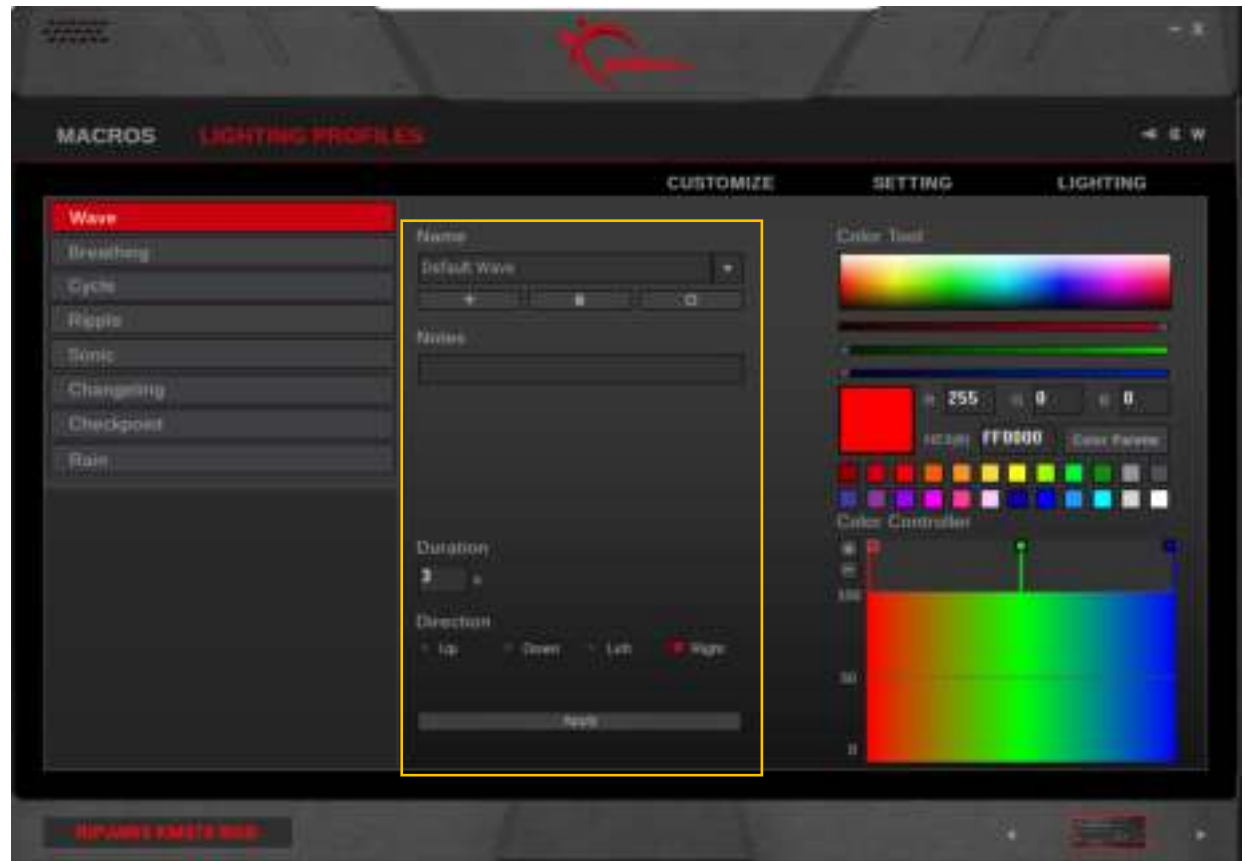 MACROS LIGHTING PROFILES
CUSTOMIZE SETTING LIGHTING
Wave
Breathing
Cycle
Ripple
Sonic
Changeling
Checkpoint
Rain
Name
Default Wave
Notes
Duration
3 s
Direction
Up Down Left Right
Apply
Color Tool
R 255 G 0 B 0
HEX(#) FF0000 Color Palette
Color Controller
100
50
0
RIPJAWS KM570 RGB